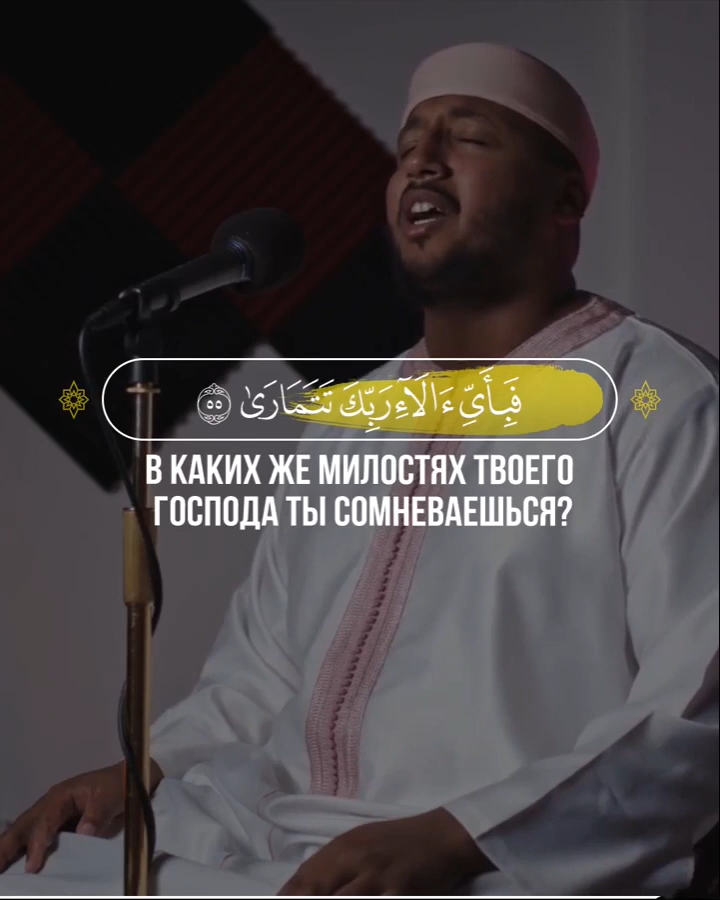 فَبِأَيِّ ءَالَآءِ رَبِّكَ تَتَمَارَىٰ ۝٥٥
В КАКИХ ЖЕ МИЛОСТЯХ ТВОЕГО
ГОСПОДА ТЫ СОМНЕВАЕШЬСЯ?